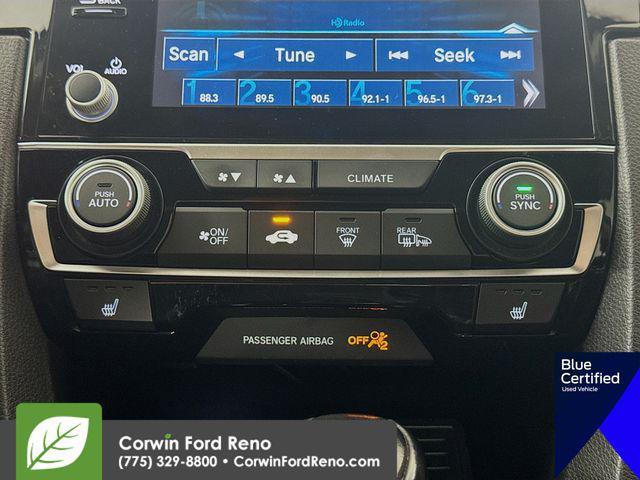 BACK
HD Radio
Scan
Tune
Seek
VOL
AUDIO
1 88.3
2 89.5
3 90.5
4 92.1-1
5 96.5-1
6 97.3-1
PUSH
AUTO
CLIMATE
PUSH
SYNC
ON/
OFF
FRONT
REAR
PASSENGER AIRBAG
OFF 2
Blue
Certified
Used Vehicle
Corwin Ford Reno
(775) 329-8800 • CorwinFordReno.com